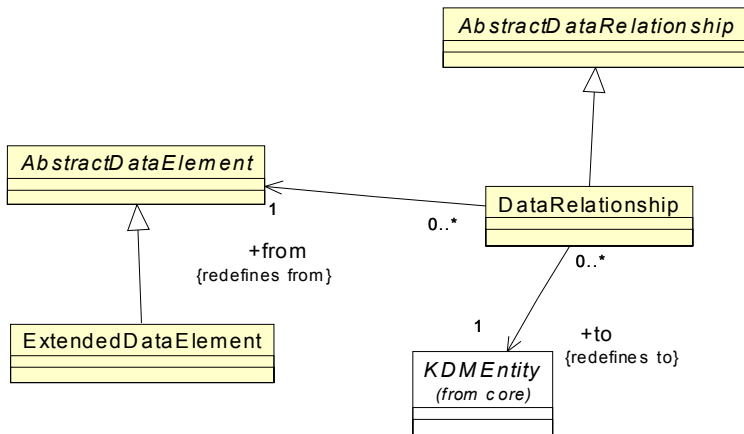 AbstractDataRelationship
AbstractDataElement
DataRelationship
1
0..*
+from
{redefines from}
0..*
1
+to
{redefines to}
ExtendedDataElement
KDMEntity
(from core)